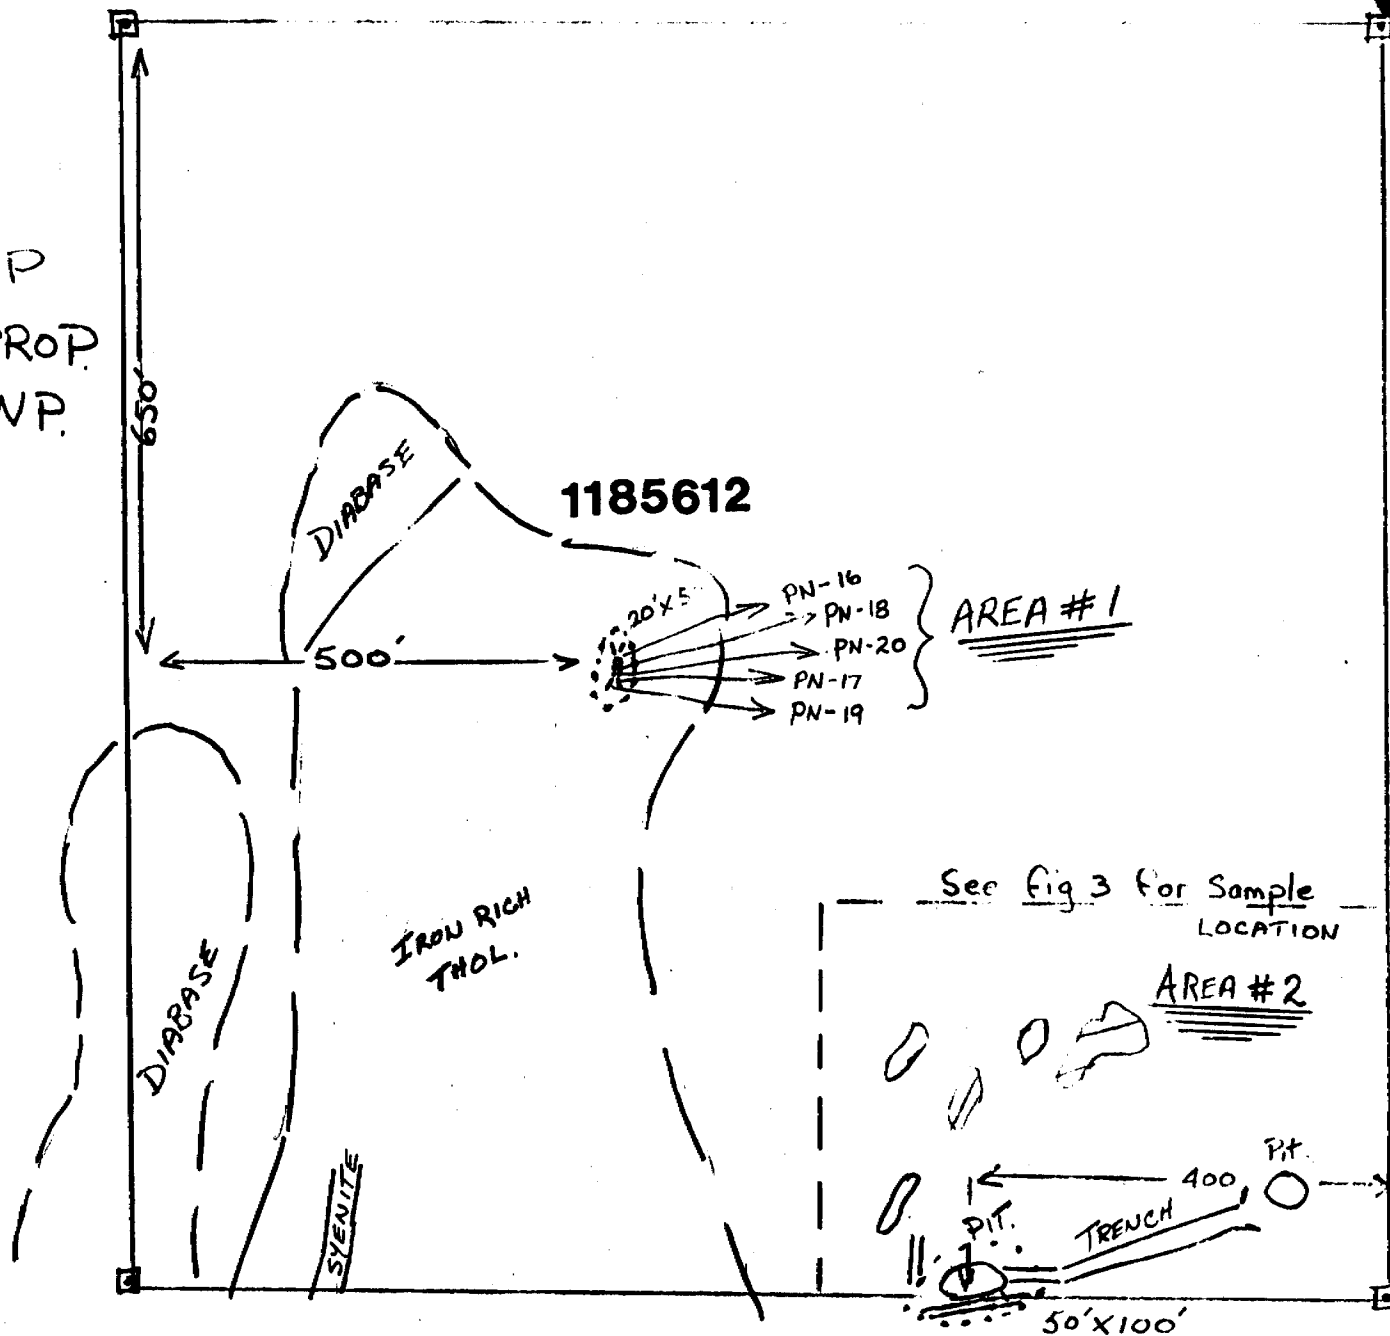 P
ROP.
WP.
650'
DIABASE
1185612
20'X5
PN-16
PN-18
PN-20
PN-17
PN-19
AREA #1
500'
IRON RICH
THOL.
DIABASE
SYENITE
See fig 3 for Sample
LOCATION
AREA #2
Pit.
400
PIT.
TRENCH
50'X100'